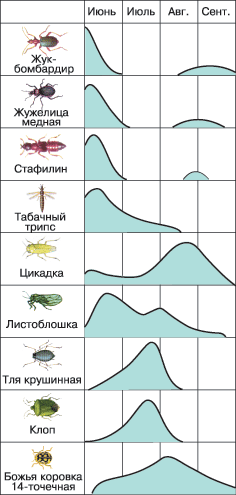 Июнь Июль Авг. Сент.
Жук-
бомбардир
Жужелица
медная
Стафилин
Табачный
трипс
Цикадка
Листоблошка
Тля крушинная
Клоп
Божья коровка
14-точечная